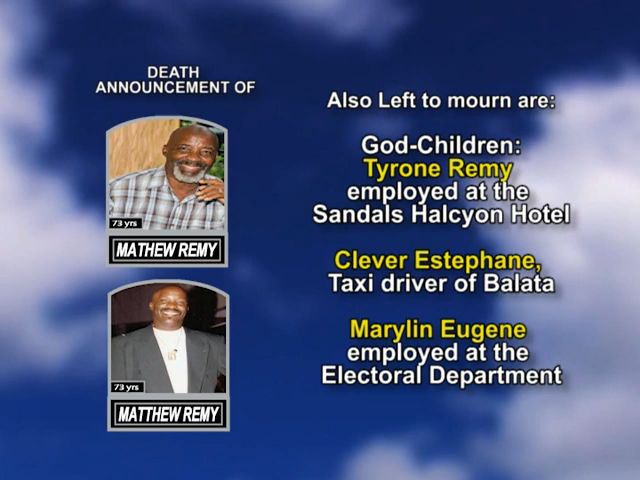 DEATH
ANNOUNCEMENT OF
73 yrs
MATHEW REMY
73 yrs
MATTHEW REMY
Also Left to mourn are:
God-Children:
Tyrone Remy
employed at the
Sandals Halcyon Hotel
Clever Estephane,
Taxi driver of Balata
Marylin Eugene
employed at the
Electoral Department